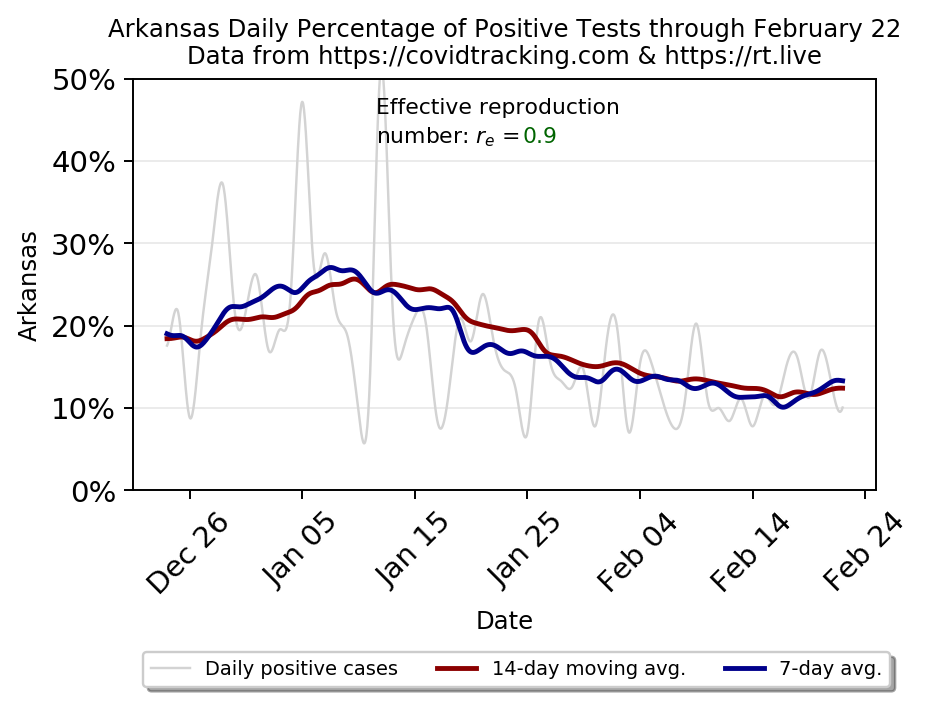 Arkansas Daily Percentage of Positive Tests through February 22
Data from https://covidtracking.com & https://rt.live
50%
Effective reproduction
number: rₑ =0.9
40%
30%
Arkansas
20%
10%
0%
Dec 26
Jan 05
Jan 15
Jan 25
Feb 04
Feb 14
Feb 24
Date
Daily positive cases
14-day moving avg.
7-day avg.